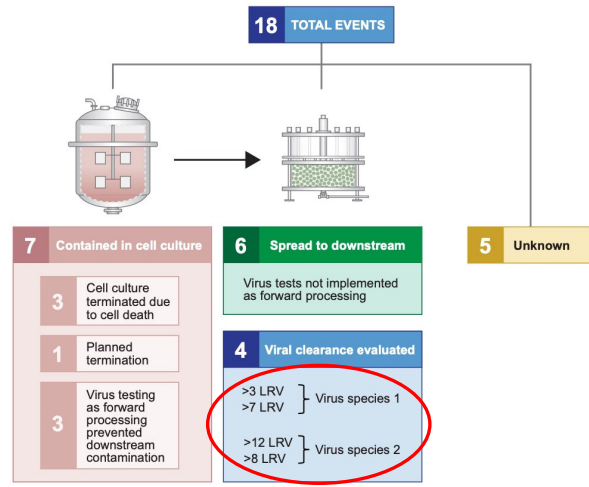 18 TOTAL EVENTS
7 Contained in cell culture
3 Cell culture
terminated due
to cell death
1 Planned
termination
3 Virus testing
as forward
processing
prevented
downstream
contamination
6 Spread to downstream
Virus tests not implemented
as forward processing
4 Viral clearance evaluated
>3 LRV
>7 LRV
Virus species 1
>12 LRV
>8 LRV
Virus species 2
5 Unknown